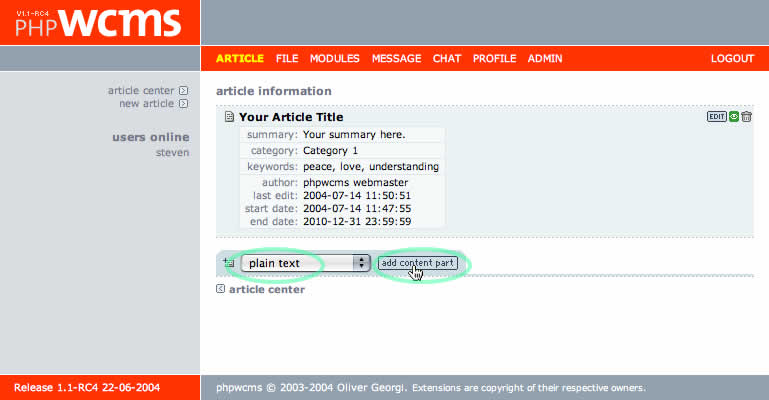 V1.1-RC4
PHPWCMS
ARTICLE FILE MODULES MESSAGE CHAT PROFILE ADMIN LOGOUT
article center
new article
users online
steven
article information
Your Article Title EDIT
summary: Your summary here.
category: Category 1
keywords: peace, love, understanding
author: phpwcms webmaster
last edit: 2004-07-14 11:50:51
start date: 2004-07-14 11:47:55
end date: 2010-12-31 23:59:59
plain text add content part
article center
Release 1.1-RC4 22-06-2004
phpwcms © 2003-2004 Oliver Georgi. Extensions are copyright of their respective owners.